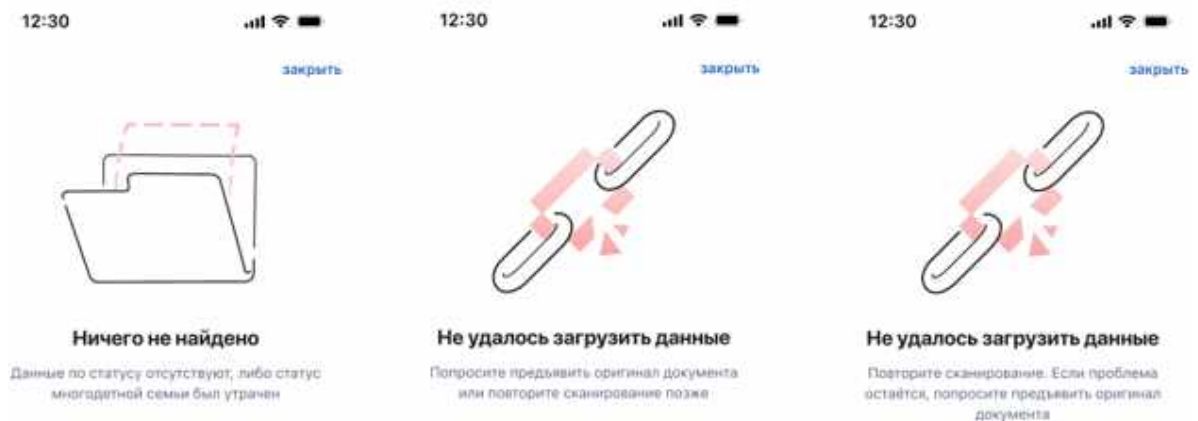 12:30
закрыть
Ничего не найдено
Данные по статусу отсутствуют, либо статус
многодетной семьи был утрачен
12:30
закрыть
Не удалось загрузить данные
Попросите предъявить оригинал документа
или повторите сканирование позже
12:30
закрыть
Не удалось загрузить данные
Повторите сканирование. Если проблема
остаётся, попросите предъявить оригинал
документа